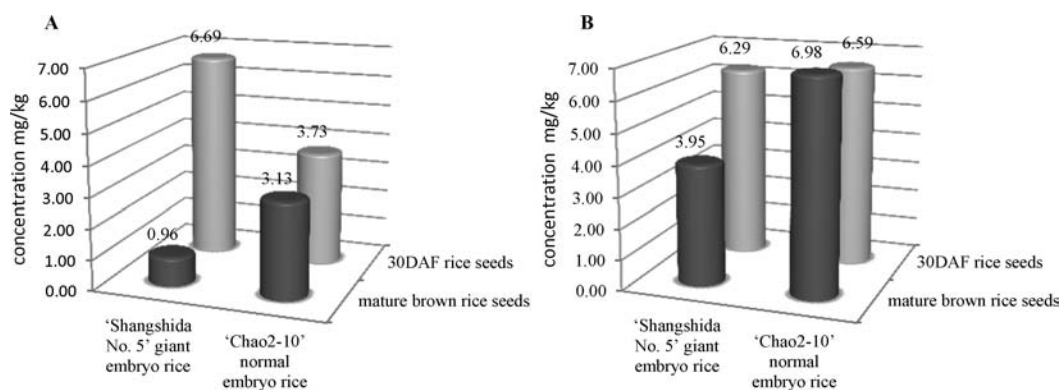 A
concentration mg/kg
7.00
6.00
5.00
4.00
3.00
2.00
1.00
0.00
6.69
3.73
3.13
0.96
30DAF rice seeds
mature brown rice seeds
‘Shangshida
No. 5’ giant
embryo rice
‘Chao2-10’
normal
embryo rice
B
concentration mg/kg
7.00
6.00
5.00
4.00
3.00
2.00
1.00
0.00
6.29
6.98
6.59
3.95
30DAF rice seeds
mature brown rice seeds
‘Shangshida
No. 5’ giant
embryo rice
‘Chao2-10’
normal
embryo rice